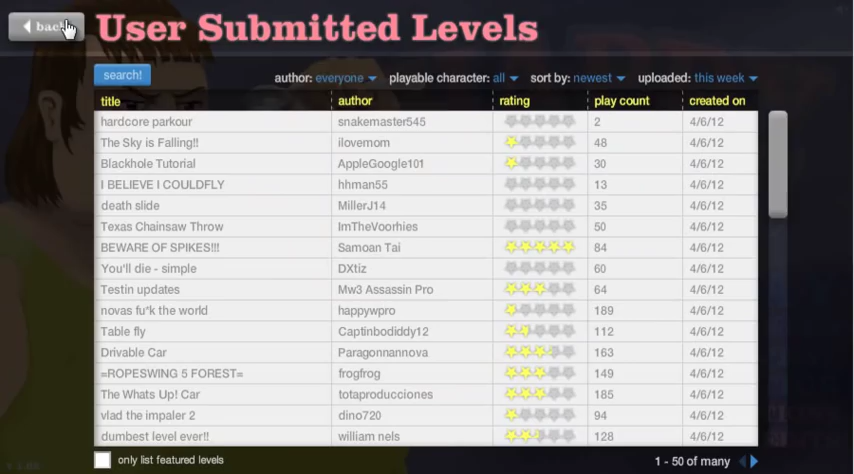 back
User Submitted Levels
search!
author: everyone playable character: all sort by: newest uploaded: this week
title author rating play count created on
hardcore parkour snakemaster545 2 4/6/12
The Sky is Falling!! ilovemom 48 4/6/12
Blackhole Tutorial AppleGoogle101 30 4/6/12
I BELIEVE I COULDFLY hhman55 13 4/6/12
death slide MillerJ14 35 4/6/12
Texas Chainsaw Throw ImTheVoorhies 50 4/6/12
BEWARE OF SPIKES!!! Samoan Tai 84 4/6/12
You'll die - simple DXtiz 60 4/6/12
Testin updates Mw3 Assassin Pro 64 4/6/12
novas fu*k the world happywpro 189 4/6/12
Table fly Captinbodiddy12 112 4/6/12
Drivable Car Paragonnannova 163 4/6/12
=ROPESWING 5 FOREST= frogfrog 149 4/6/12
The Whats Up! Car totaproducciones 185 4/6/12
vlad the impaler 2 dino720 94 4/6/12
dumbest level ever!! william nels 128 4/6/12
only list featured levels 1 - 50 of many